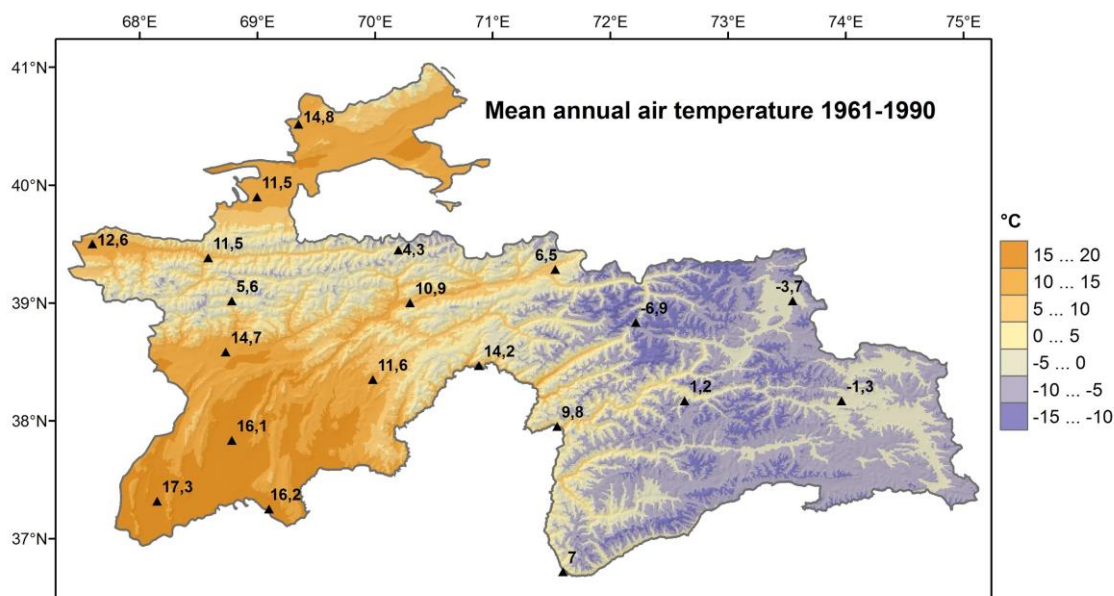 68°E 69°E 70°E 71°E 72°E 73°E 74°E 75°E
41°N
Mean annual air temperature 1961-1990
14,8
40°N
11,5
12,6
11,5
4,3
6,5
°C
15 ... 20
10 ... 15
5 ... 10
0 ... 5
-5 ... 0
-10 ... -5
-15 ... -10
39°N
5,6
10,9
-6,9
-3,7
14,7
14,2
11,6
1,2
-1,3
38°N
16,1
9,8
17,3
16,2
37°N
7